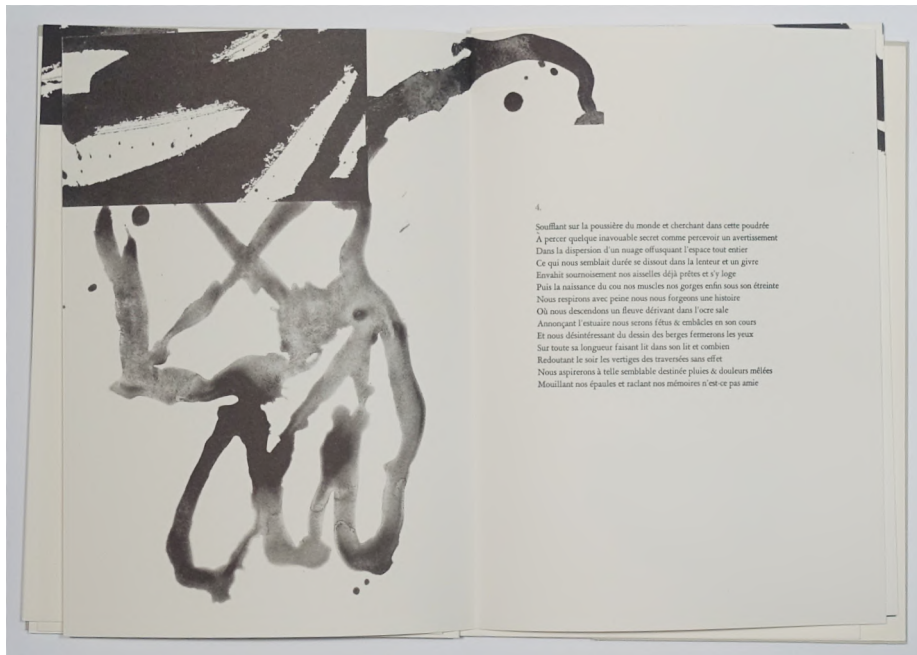 4.
Soufflant sur la poussière du monde et cherchant dans cette poudrée
À percer quelque inavouable secret comme percevoir un avertissement
Dans la dispersion d'un nuage offusquant l'espace tout entier
Ce qui nous semblait durée se dissout dans la lenteur et un givre
Envahit sournoisement nos aisselles déjà prêtes et s'y loge
Puis la naissance du cou nos muscles nos gorges enfin sous son étreinte
Nous respirons avec peine nous nous forgeons une histoire
Où nous descendons un fleuve dérivant dans l'ocre sale
Annonçant l'estuaire nous serons fétus & embâcles en son cours
Et nous désintéressant du dessin des berges fermerons les yeux
Sur toute sa longueur faisant lit dans son lit et combien
Redoutant le soir les vertiges des traversées sans effet
Nous aspirerons à telle semblable destinée pluies & douleurs mêlées
Mouillant nos épaules et raclant nos mémoires n'est-ce pas amie